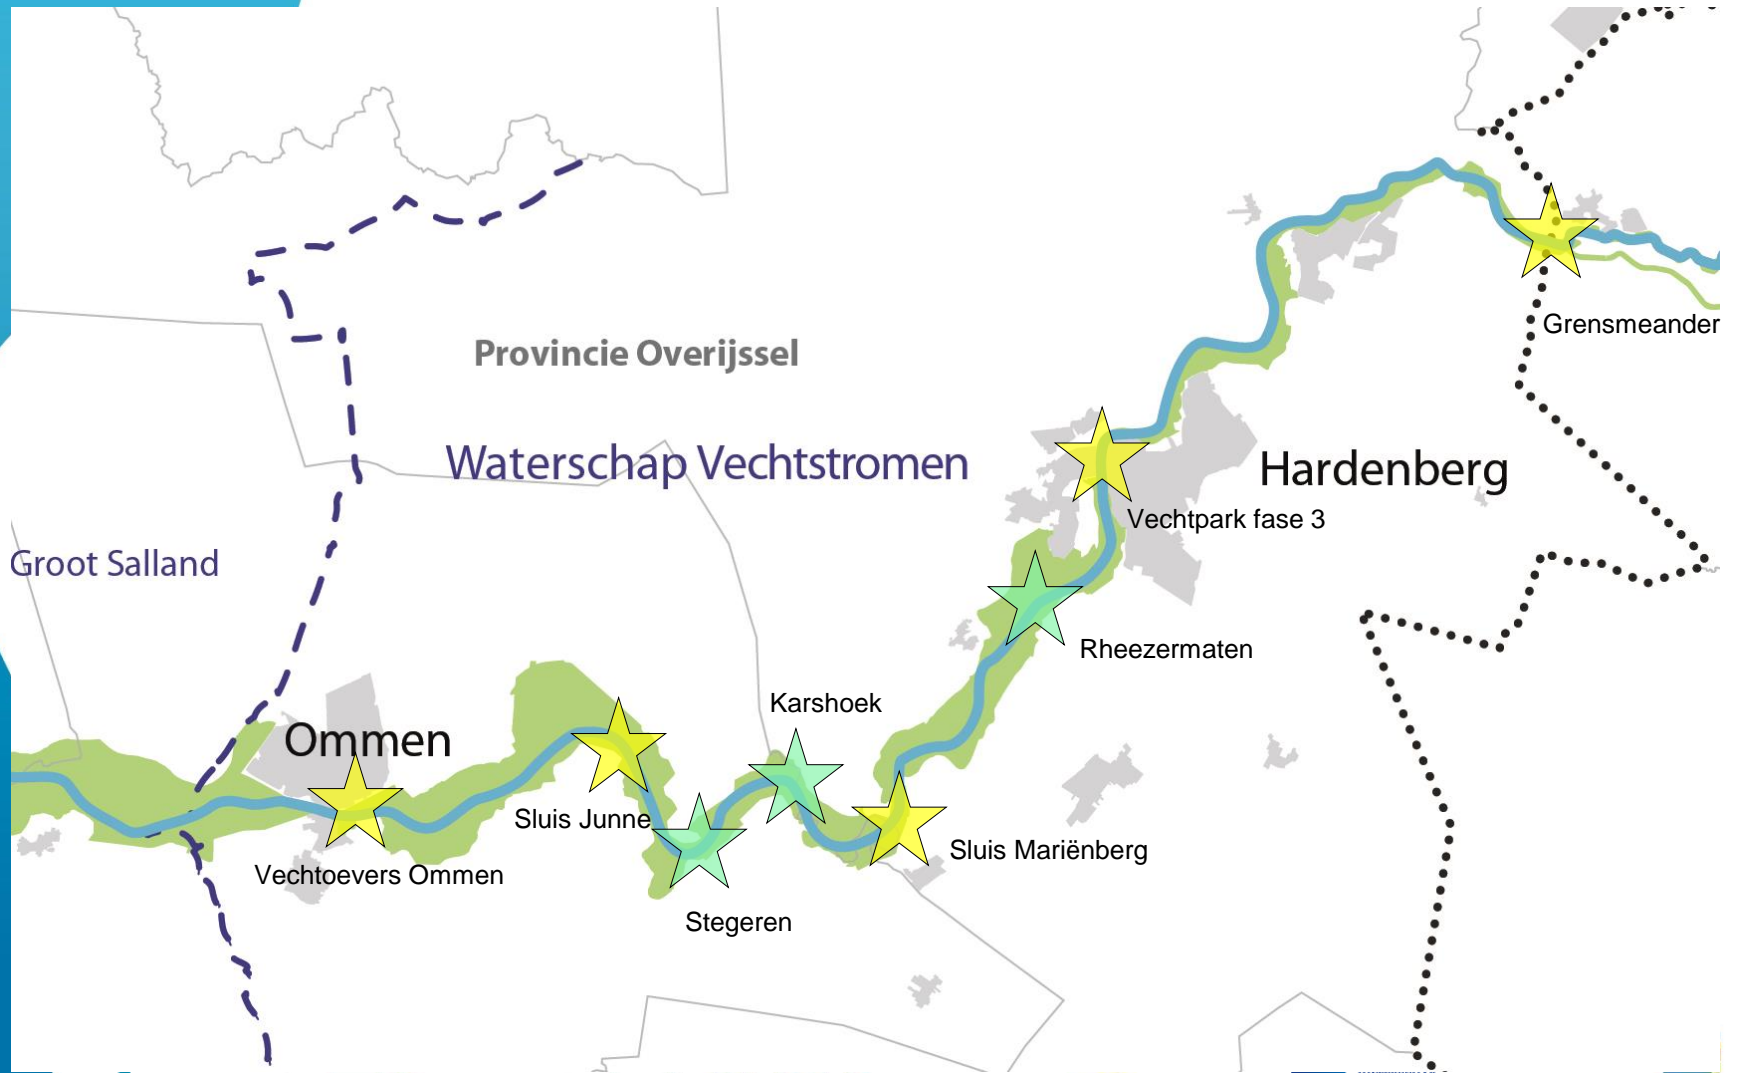 Grensmeander
Provincie Overijssel
Waterschap Vechtstromen
Hardenberg
Vechtpark fase 3
Groot Salland
Rheezermaten
Karshoek
Ommen
Sluis Junne
Sluis Mariënberg
Vechtoevers Ommen
Stegeren